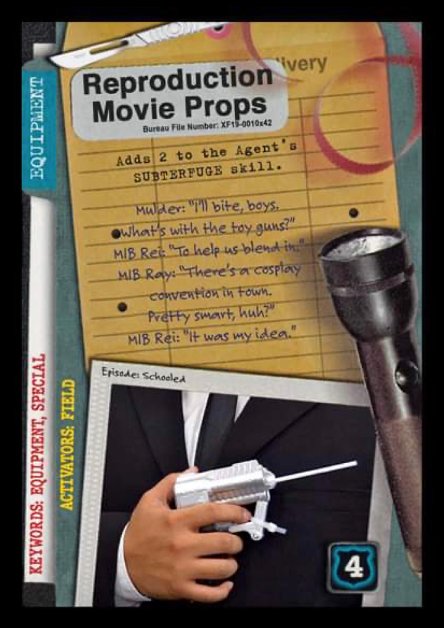 EQUIPMENT
livery
Reproduction
Movie Props
Bureau File Number: XF19-0010x42
Adds 2 to the Agent's
SUBTERFUGE skill.
Mulder: "I'll bite, boys.
What's with the toy guns?"
MIB Rei: "To help us blend in."
MIB Ray: "There's a cosplay
convention in town.
Pretty smart, huh?"
MIB Rei: "It was my idea."
KEYWORDS: EQUIPMENT, SPECIAL
ACTIVATORS: FIELD
Episode: Schooled
4